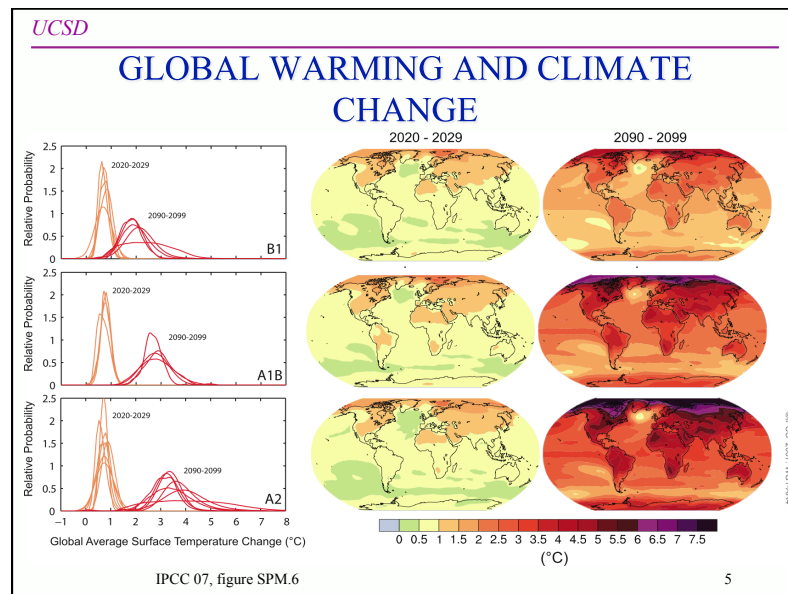 UCSD
GLOBAL WARMING AND CLIMATE
CHANGE
2020 - 2029
2090 - 2099
2.5
2
1.5
1
0.5
0
Relative Probability
2020-2029
2090-2099
B1
2.5
2
1.5
1
0.5
0
Relative Probability
2020-2029
2090-2099
A1B
2.5
2
1.5
1
0.5
0
Relative Probability
2020-2029
2090-2099
A2
−1 0 1 2 3 4 5 6 7 8
Global Average Surface Temperature Change (°C)
0 0.5 1 1.5 2 2.5 3 3.5 4 4.5 5 5.5 6 6.5 7 7.5
(°C)
IPCC 07, figure SPM.6
5